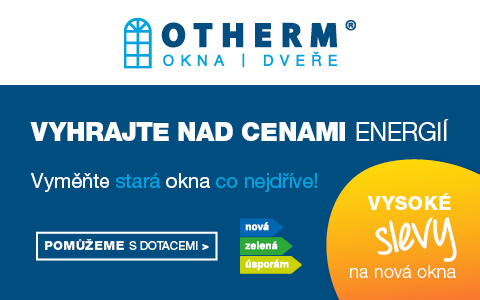 OTHERM®
OKNA | DVEŘE
VYHRAJTE NAD CENAMI ENERGIÍ
Vyměňte stará okna co nejdříve!
VYSOKÉ
slevy
na nová okna
POMŮŽEME S DOTACEMI >
nová
zelená
úsporám